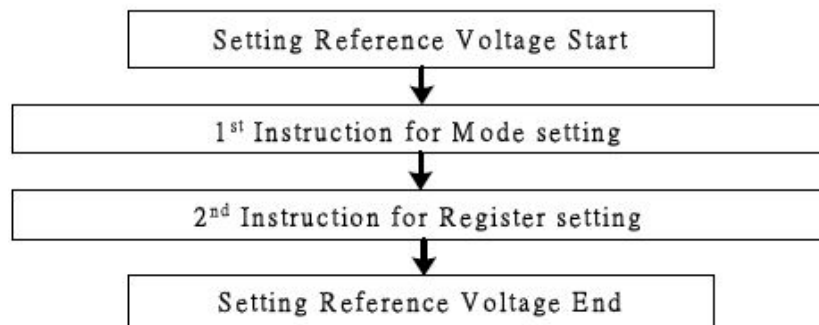 Setting Reference Voltage Start
1st Instruction for Mode setting
2nd Instruction for Register setting
Setting Reference Voltage End